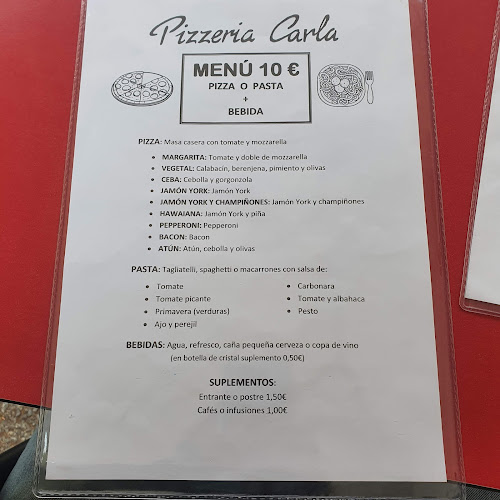 Pizzeria Carla
MENÚ 10 €
PIZZA O PASTA
+
BEBIDA
PIZZA: Masa casera con tomate y mozzarella
• MARGARITA: Tomate y doble de mozzarella
• VEGETAL: Calabacín, berenjena, pimiento y olivas
• CEBA: Cebolla y gorgonzola
• JAMÓN YORK: Jamón York
• JAMÓN YORK Y CHAMPIÑONES: Jamón York y champiñones
• HAWAIANA: Jamón York y piña
• PEPPERONI: Pepperoni
• BACON: Bacon
• ATÚN: Atún, cebolla y olivas
PASTA: Tagliatelli, spaghetti o macarrones con salsa de:
• Tomate
• Tomate picante
• Primavera (verduras)
• Ajo y perejil
• Carbonara
• Tomate y albahaca
• Pesto
BEBIDAS: Agua, refresco, caña pequeña cerveza o copa de vino
(en botella de cristal suplemento 0,50€)
SUPLEMENTOS:
Entrante o postre 1,50€
Cafés o infusiones 1,00€